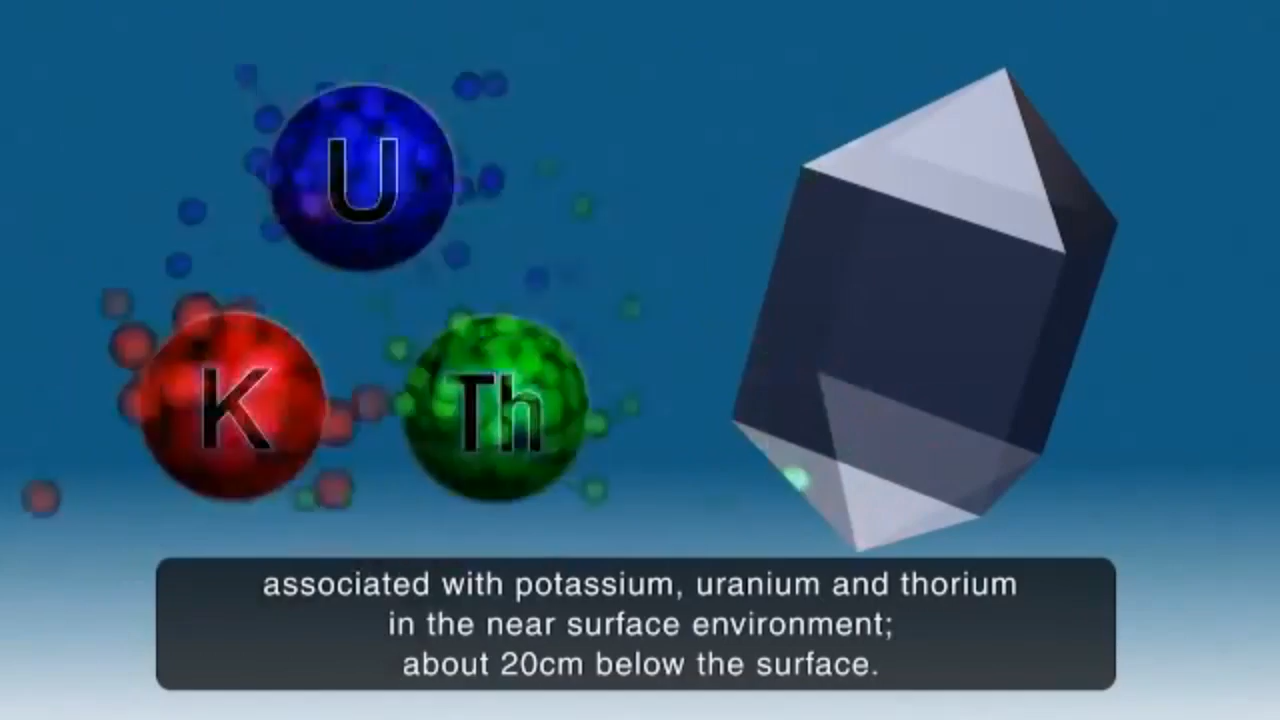 U
K
Th
associated with potassium, uranium and thorium
in the near surface environment;
about 20cm below the surface.